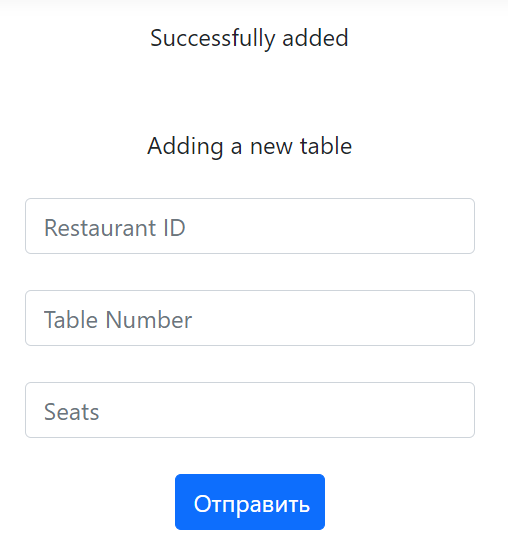 Successfully added
Adding a new table
Restaurant ID
Table Number
Seats
Отправить